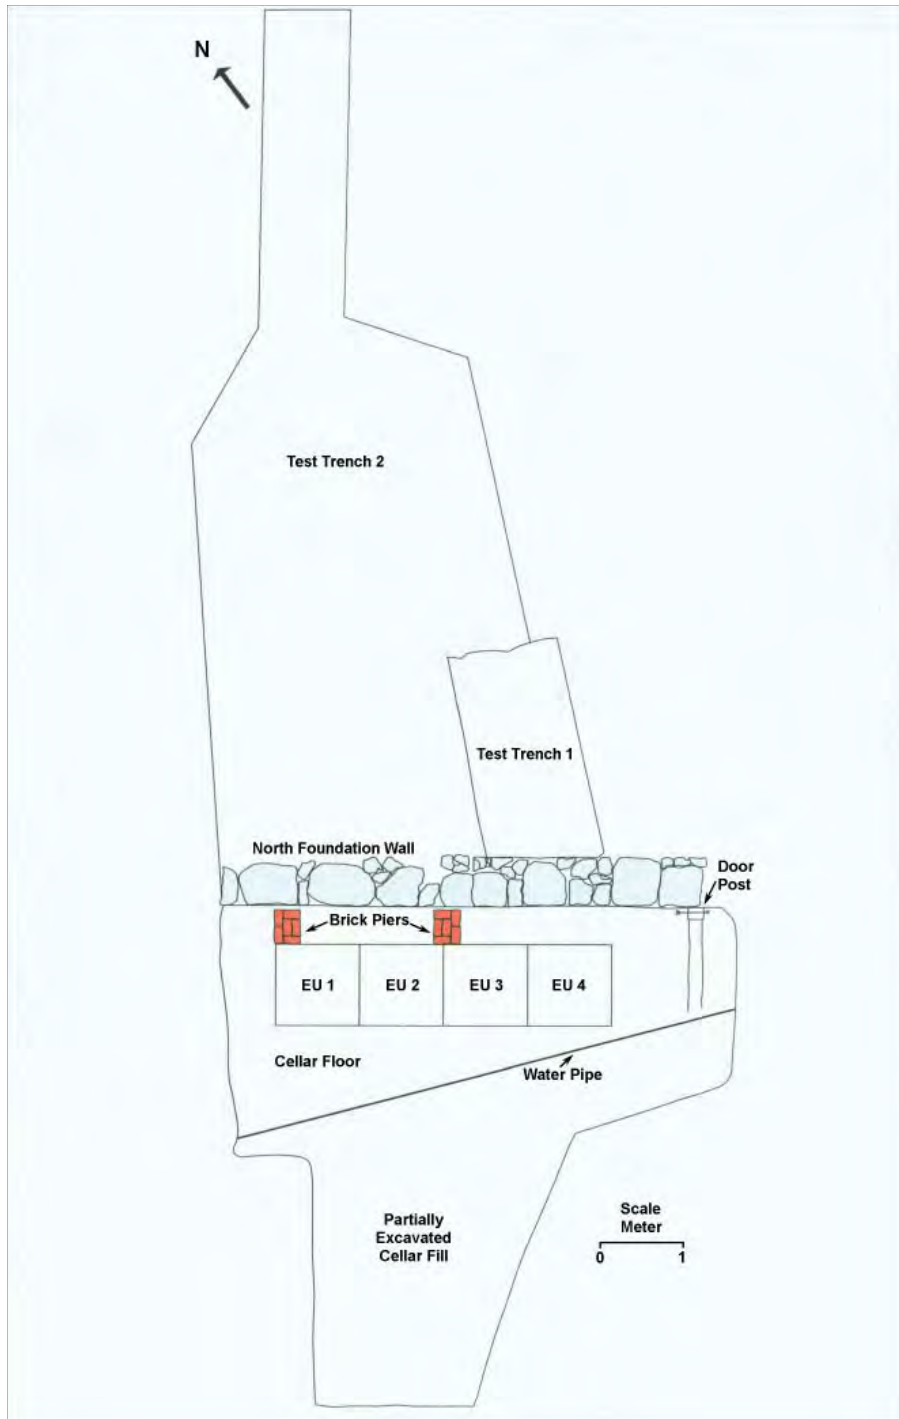 N
Test Trench 2
Test Trench 1
North Foundation Wall
Door
Post
Brick Piers
EU 1
EU 2
EU 3
EU 4
Cellar Floor
Water Pipe
Partially
Excavated
Cellar Fill
Scale
Meter
0
1